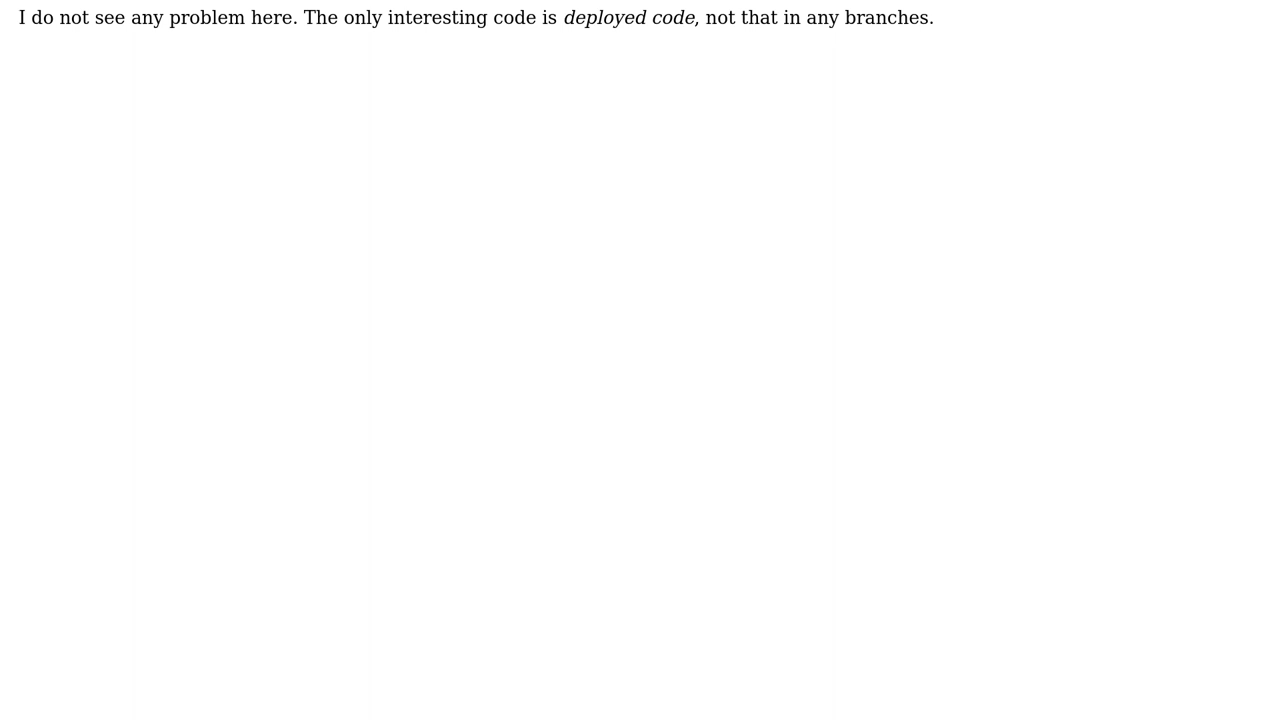 I do not see any problem here. The only interesting code is deployed code, not that in any branches.